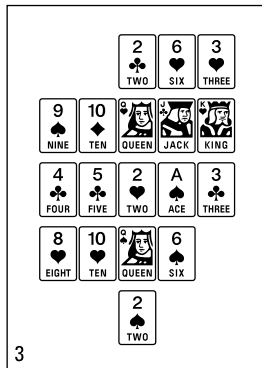 2 6 3
TWO SIX THREE
9 10 Q J K
NINE TEN QUEEN JACK KING
4 5 2 A 3
FOUR FIVE TWO ACE THREE
8 10 Q 6
EIGHT TEN QUEEN SIX
2
TWO
3